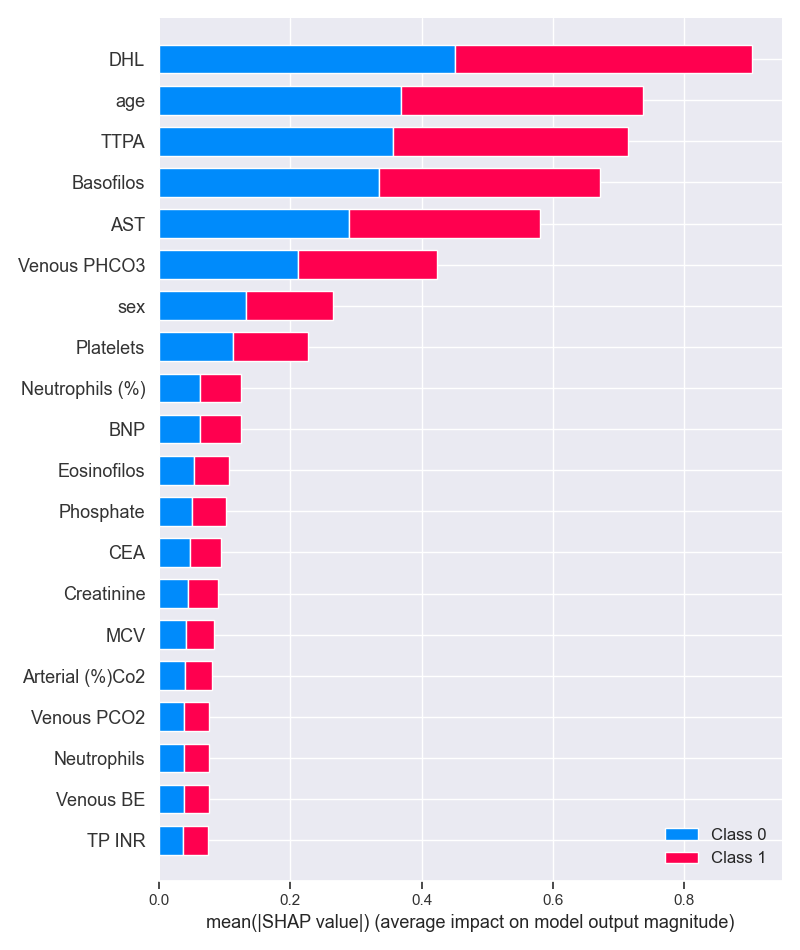 DHL
age
TTPA
Basofilos
AST
Venous PHCO3
sex
Platelets
Neutrophils (%)
BNP
Eosinofilos
Phosphate
CEA
Creatinine
MCV
Arterial (%)Co2
Venous PCO2
Neutrophils
Venous BE
TP INR
Class 0
Class 1
0.0 0.2 0.4 0.6 0.8
mean(|SHAP value|) (average impact on model output magnitude)